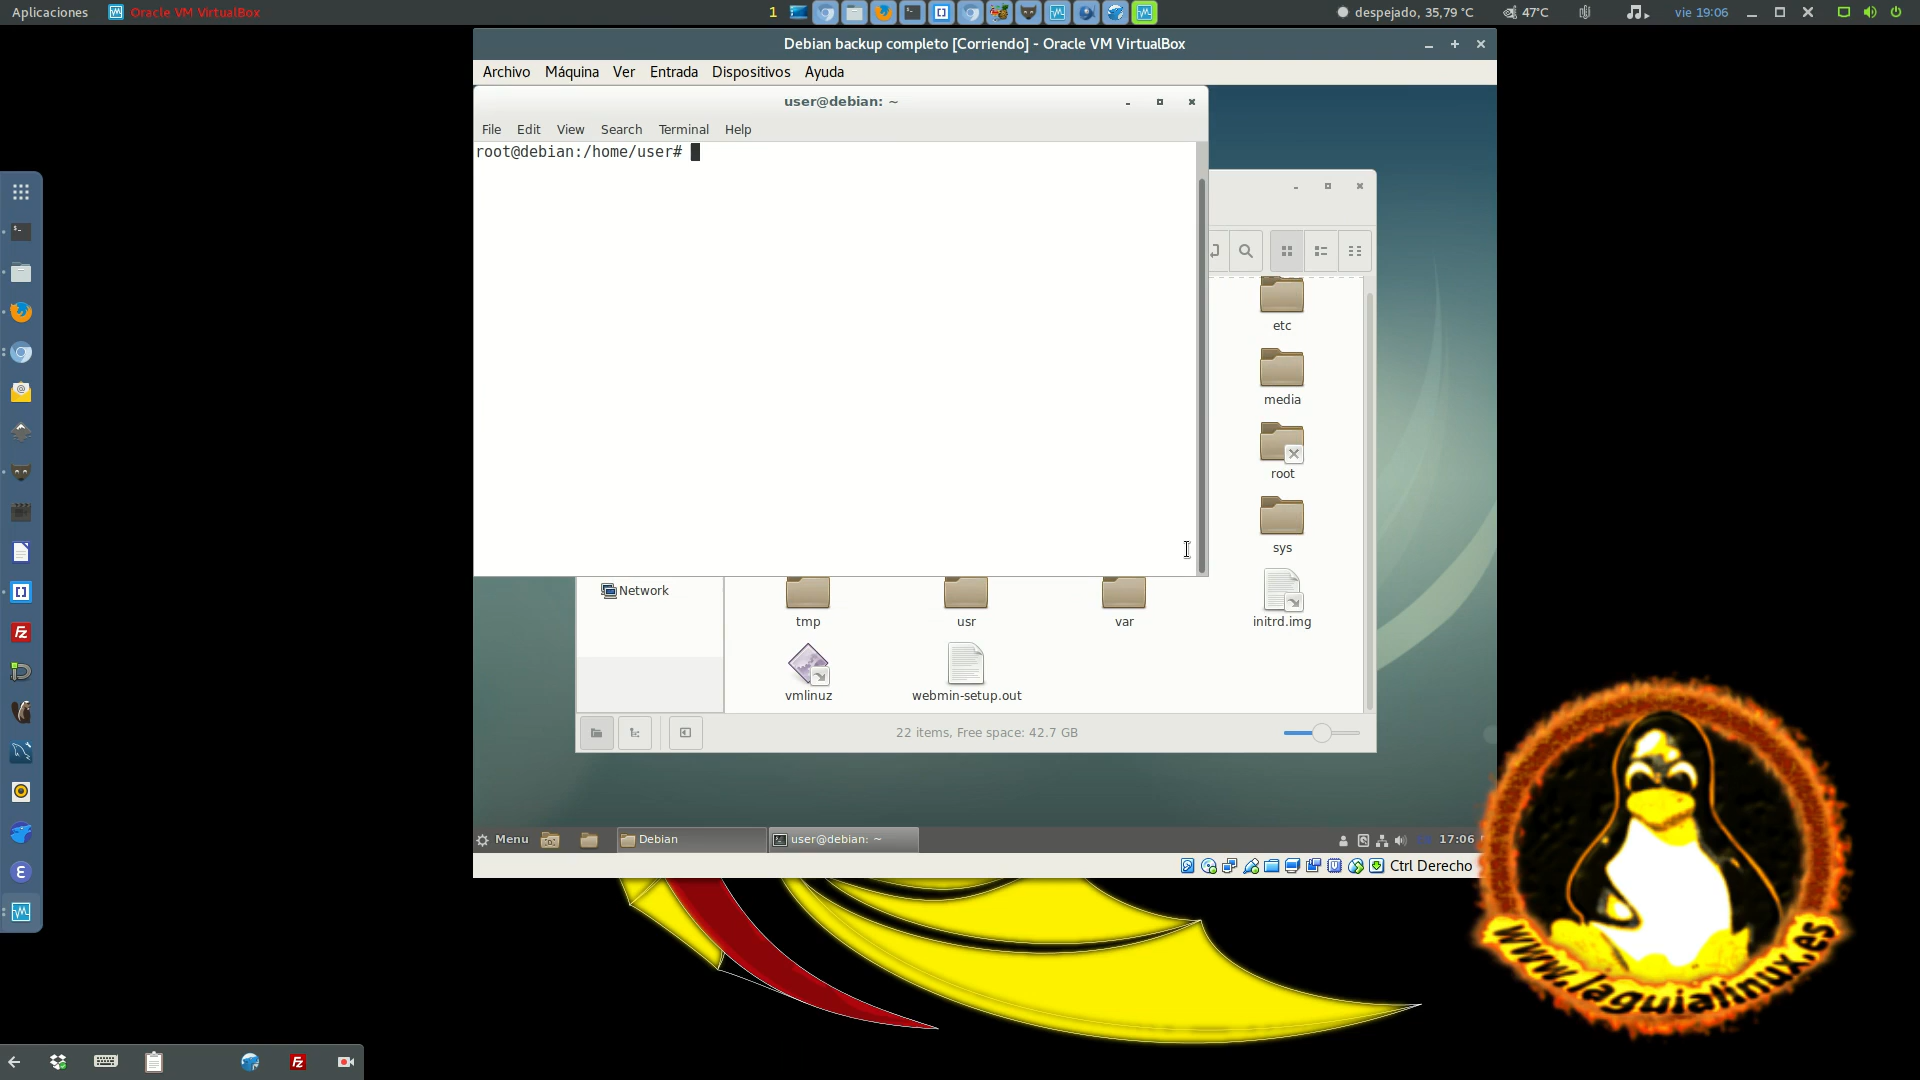 Aplicaciones Oracle VM VirtualBox 1 despejado, 35,79 °C 47°C vie 19:06
Debian backup completo [Corriendo] - Oracle VM VirtualBox
Archivo Máquina Ver Entrada Dispositivos Ayuda
user@debian: ~
File Edit View Search Terminal Help
root@debian:/home/user#
etc
media
root
sys
Network
tmp usr var initrd.img
vmlinuz webmin-setup.out
22 items, Free space: 42.7 GB
Menu Debian user@debian: ~ 17:06
Ctrl Derecho
www.laguialinux.es